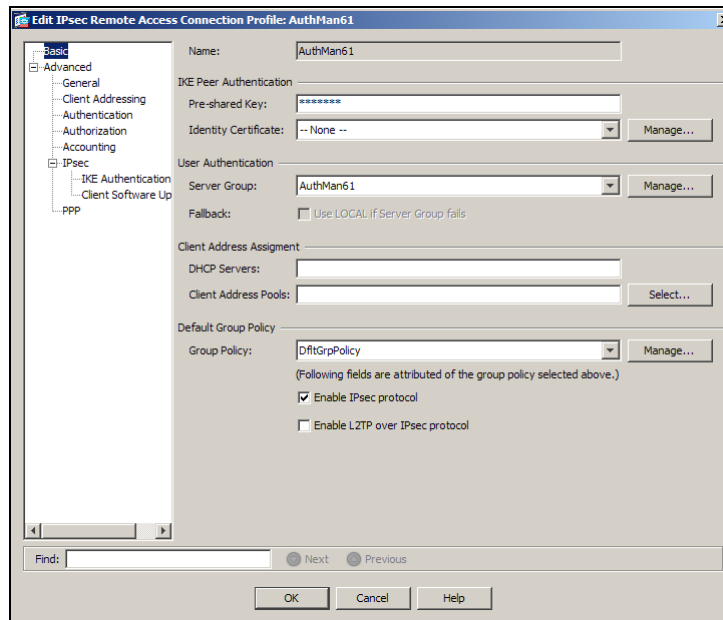 Edit IPsec Remote Access Connection Profile: AuthMan61
Basic
Advanced
General
Client Addressing
Authentication
Authorization
Accounting
IPsec
IKE Authentication
Client Software Up
PPP
Name: AuthMan61
IKE Peer Authentication
Pre-shared Key: *******
Identity Certificate: -- None -- Manage...
User Authentication
Server Group: AuthMan61 Manage...
Fallback: Use LOCAL if Server Group fails
Client Address Assigment
DHCP Servers:
Client Address Pools: Select...
Default Group Policy
Group Policy: DfltGrpPolicy Manage...
(Following fields are attributed of the group policy selected above.)
Enable IPsec protocol
Enable L2TP over IPsec protocol
Find: Next Previous
OK Cancel Help